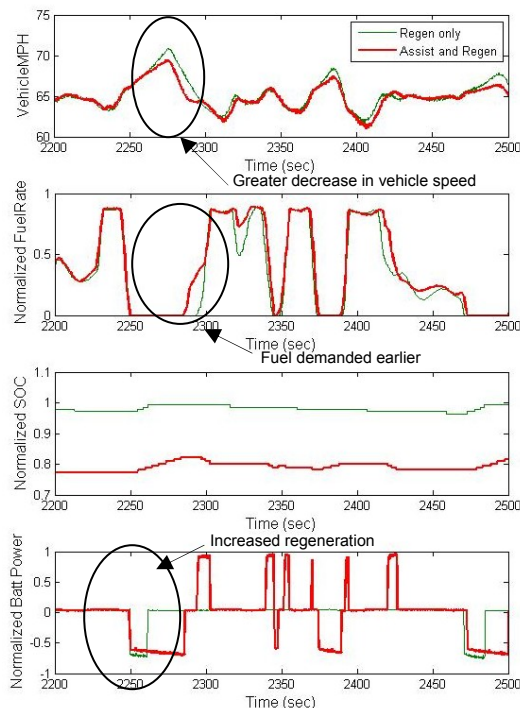 75
70
65
60
VehicleMPH
Regen only
Assist and Regen
2200 2250 2300 2350 2400 2450 2500
Time (sec)
Greater decrease in vehicle speed
1
0.5
0
Normalized FuelRate
2200 2250 2300 2350 2400 2450 2500
Time (sec)
Fuel demanded earlier
1.1
1
0.9
0.8
0.7
Normalized SOC
2200 2250 2300 2350 2400 2450 2500
Time (sec)
Increased regeneration
1
0.5
0
-0.5
-1
Normalized Batt Power
2200 2250 2300 2350 2400 2450 2500
Time (sec)